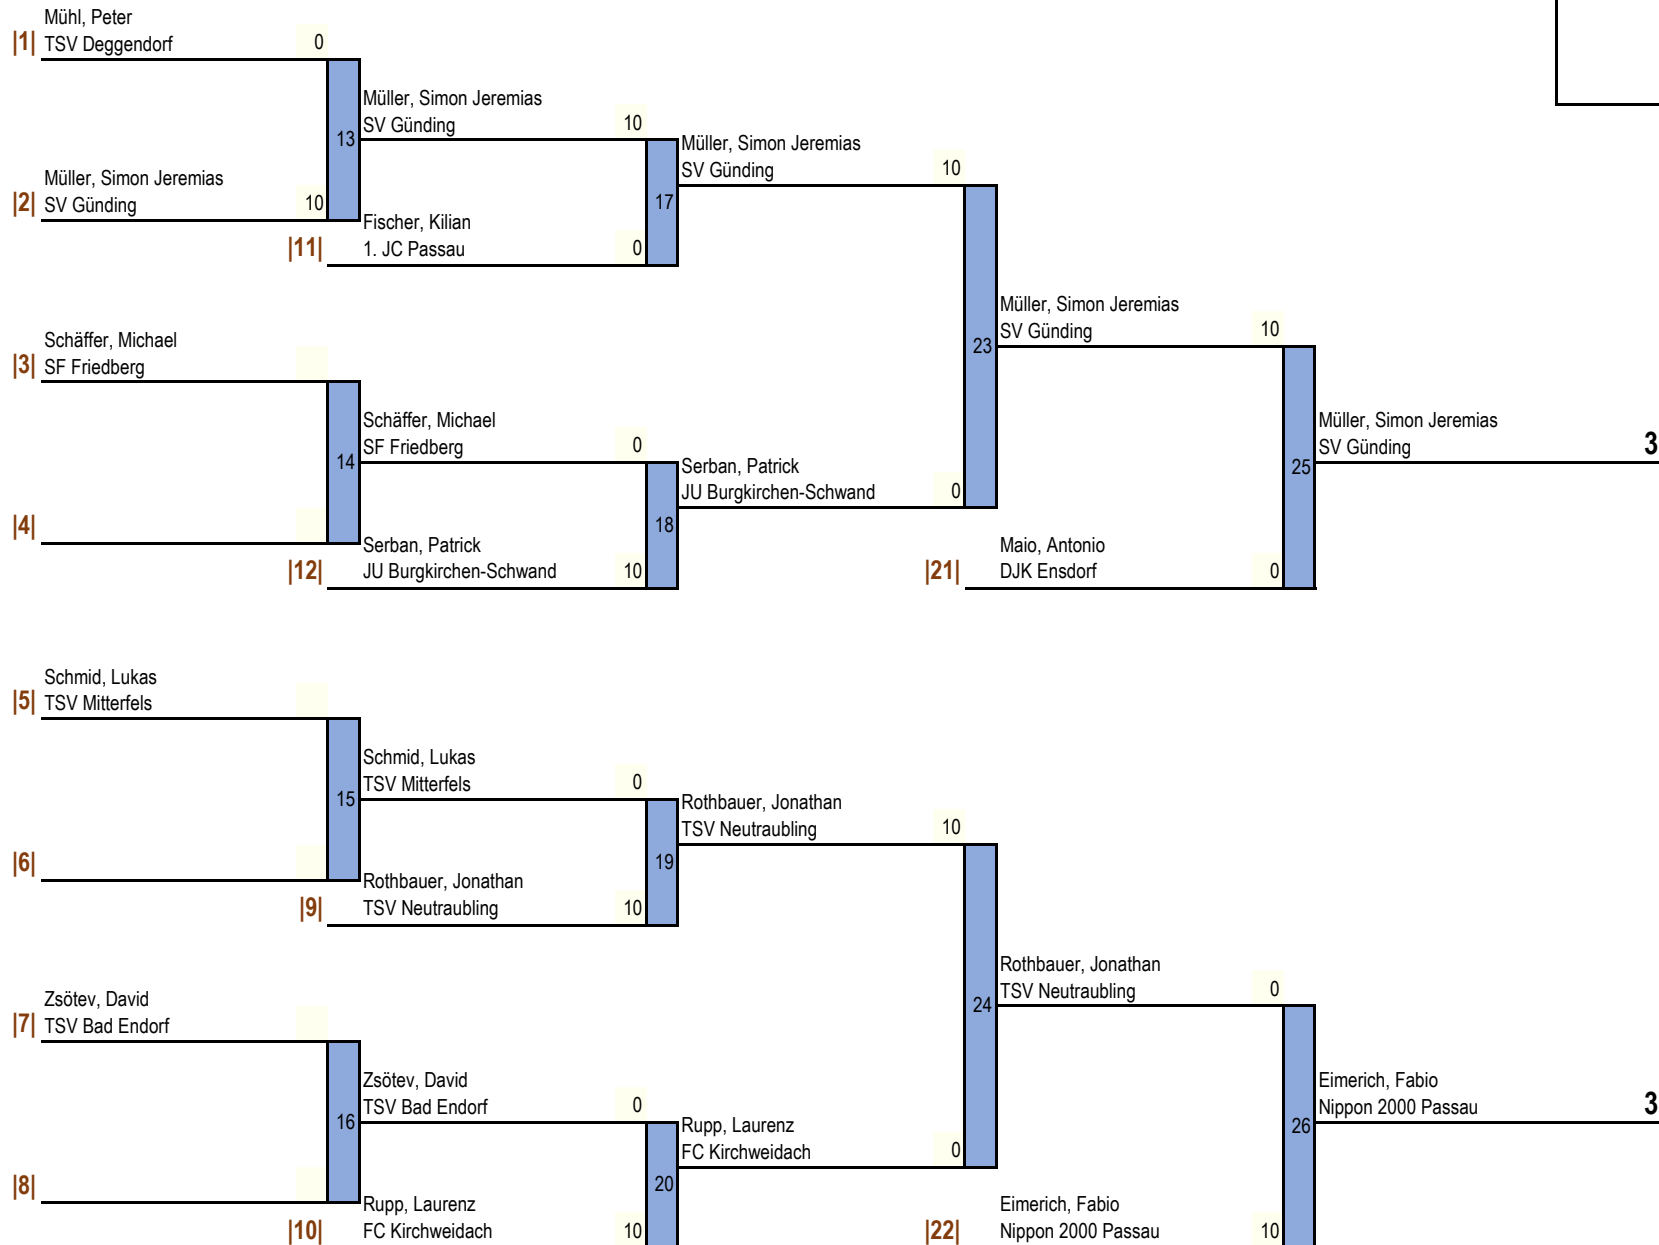 Mühl, Peter
|1| TSV Deggendorf 0
Müller, Simon Jeremias
13 SV Günding 10
Müller, Simon Jeremias
SV Günding 10
Müller, Simon Jeremias
|2| SV Günding 10
17
Fischer, Kilian
|11| 1. JC Passau 0
Müller, Simon Jeremias
SV Günding 10
23
Schäffer, Michael
|3| SF Friedberg
Schäffer, Michael
SF Friedberg 0
14
Müller, Simon Jeremias
SV Günding 3
25
Serban, Patrick
JU Burgkirchen-Schwand 0
|4|
18
Serban, Patrick
|12| JU Burgkirchen-Schwand 10
Maio, Antonio
|21| DJK Ensdorf 0
Schmid, Lukas
|5| TSV Mitterfels
Schmid, Lukas
TSV Mitterfels 0
15
Rothbauer, Jonathan
TSV Neutraubling 10
|6|
19
Rothbauer, Jonathan
|9| TSV Neutraubling 10
Rothbauer, Jonathan
TSV Neutraubling 0
24
Zsötev, David
|7| TSV Bad Endorf
Zsötev, David
TSV Bad Endorf 0
16
Eimerich, Fabio
Nippon 2000 Passau 3
26
Rupp, Laurenz
FC Kirchweidach 0
|8|
20
Rupp, Laurenz
|10| FC Kirchweidach 10
Eimerich, Fabio
|22| Nippon 2000 Passau 10